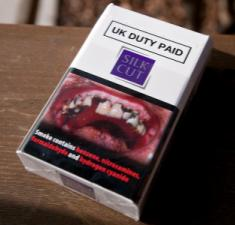 UK DUTY PAID
SILK
CUT
Smoke contains benzene, nitrosamines,
formaldehyde and hydrogen cyanide